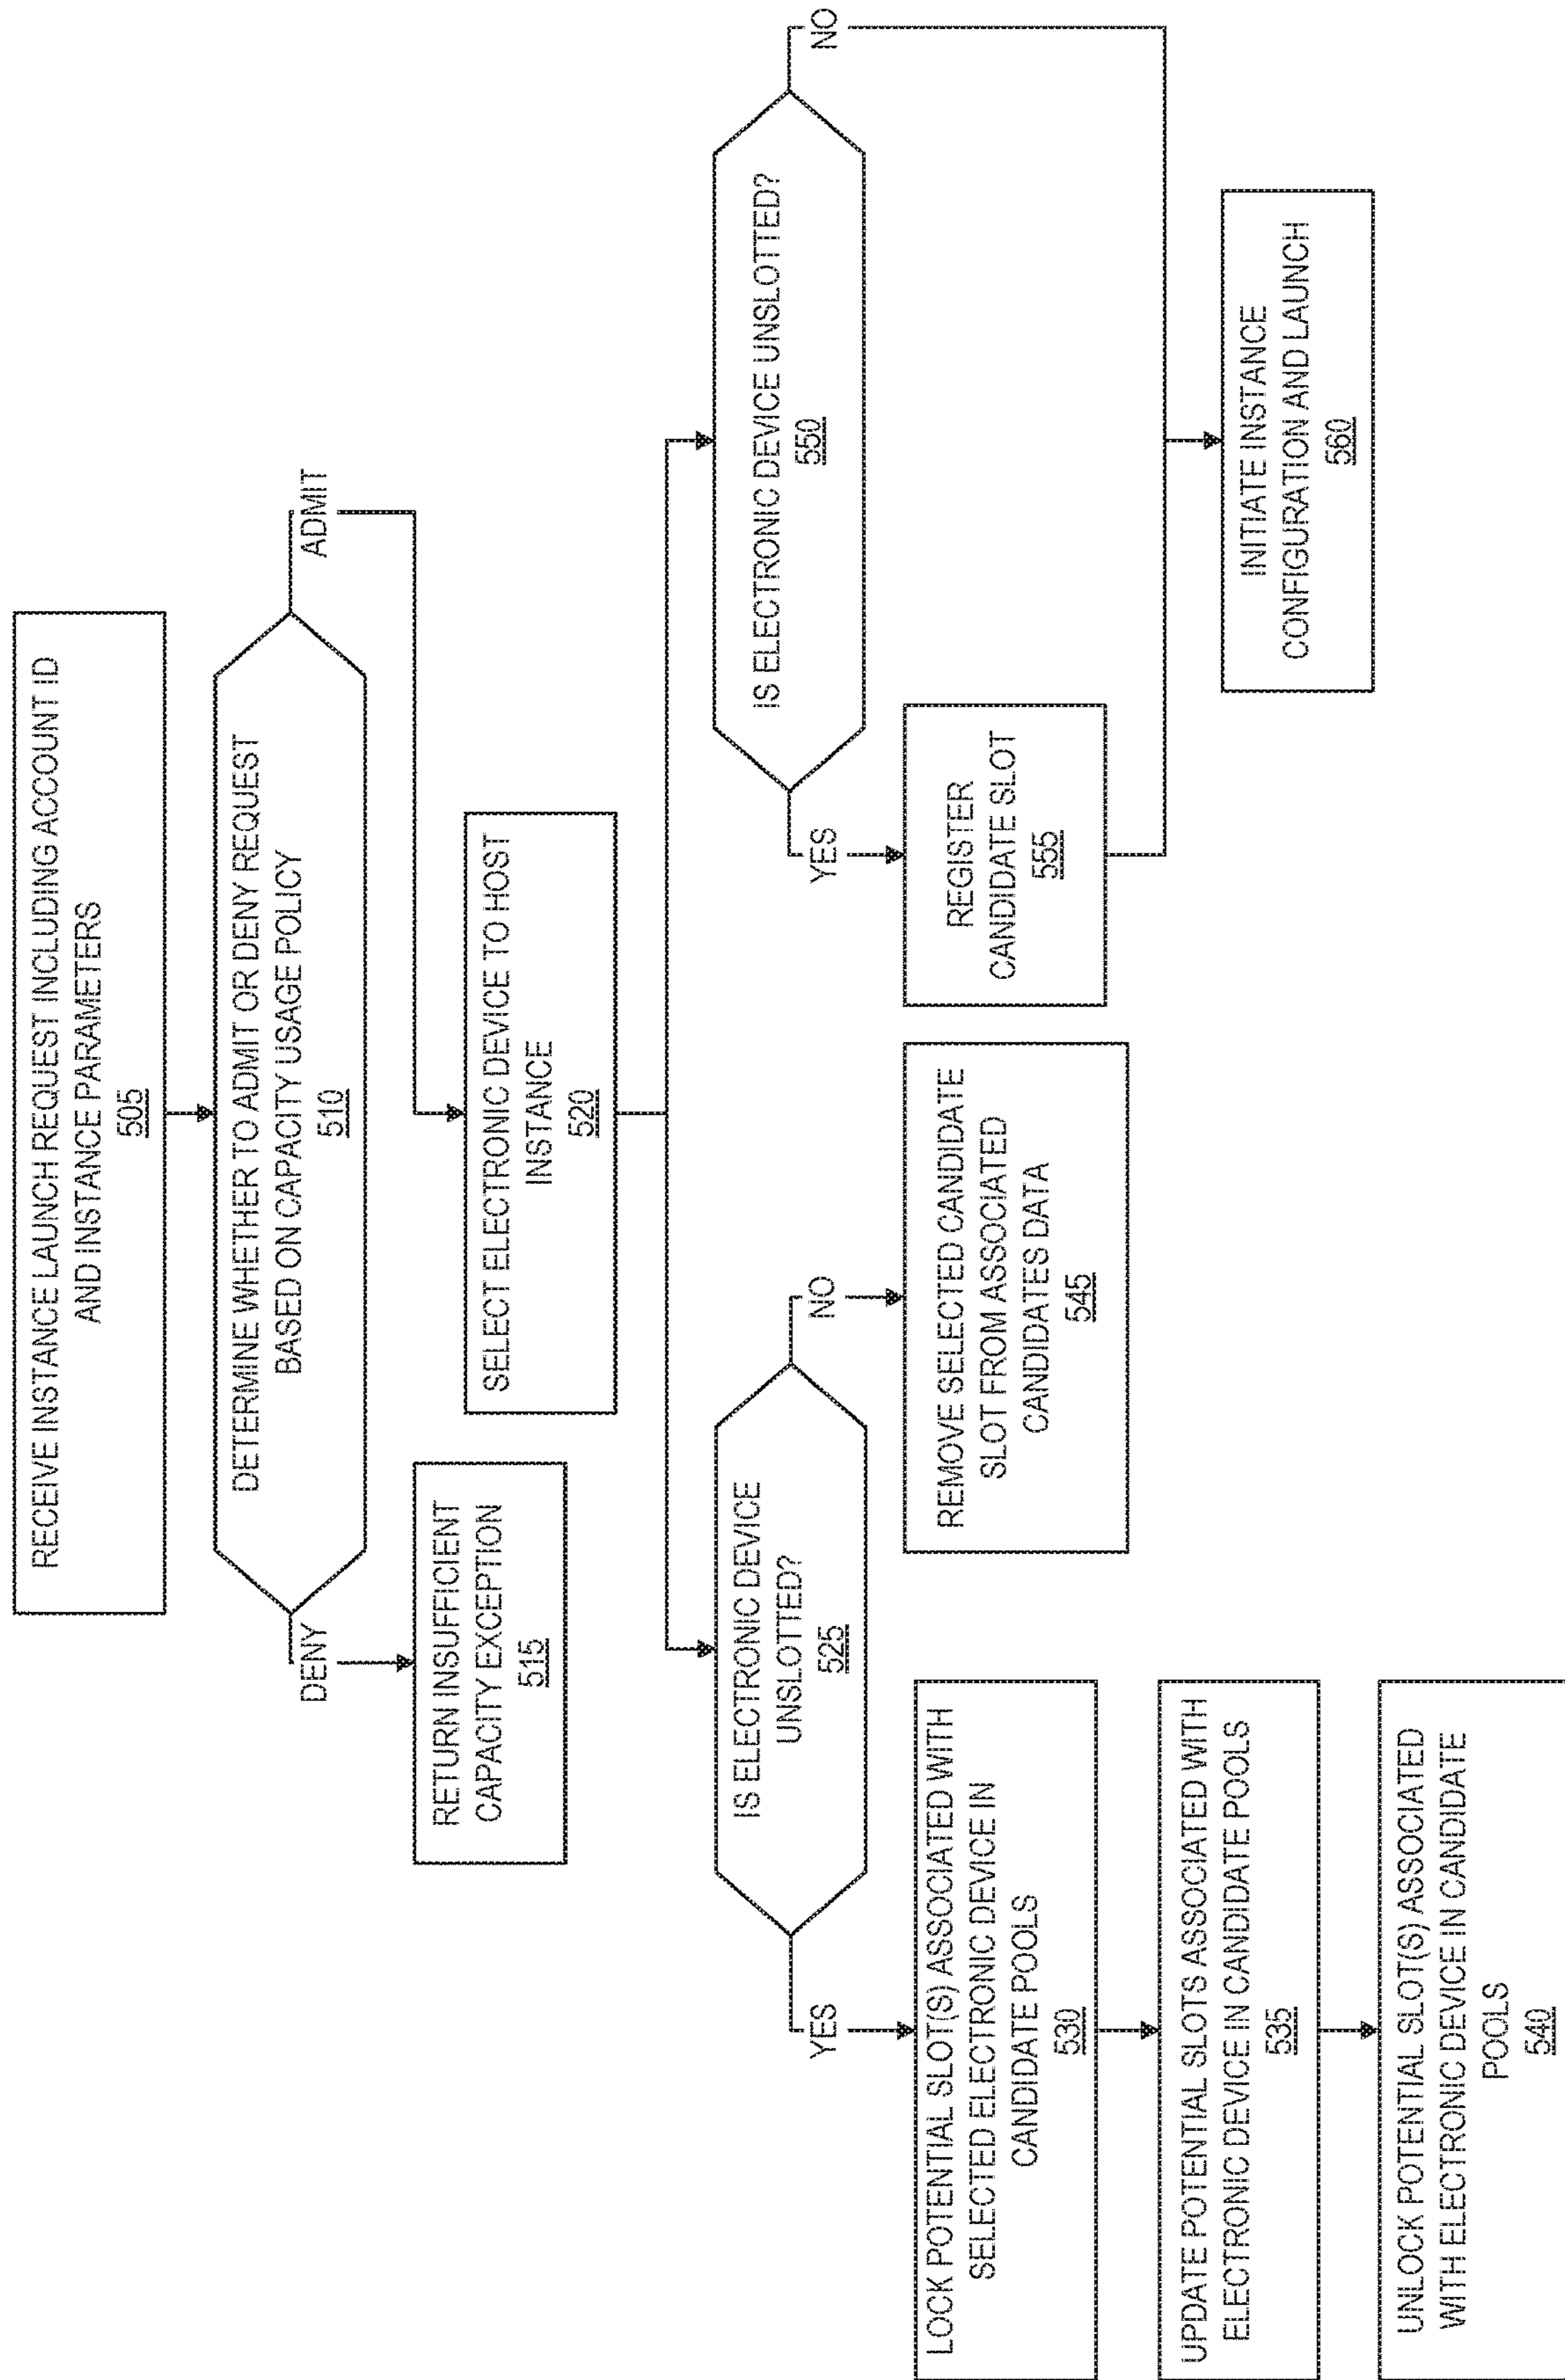 RECEIVE INSTANCE LAUNCH REQUEST INCLUDING ACCOUNT ID
AND INSTANCE PARAMETERS
505
DETERMINE WHETHER TO ADMIT OR DENY REQUEST
BASED ON CAPACITY USAGE POLICY
510
DENY
ADMIT
RETURN INSUFFICIENT
CAPACITY EXCEPTION
515
SELECT ELECTRONIC DEVICE TO HOST
INSTANCE
520
IS ELECTRONIC DEVICE
UNSLOTTED?
525
YES
NO
LOCK POTENTIAL SLOT(S) ASSOCIATED WITH
SELECTED ELECTRONIC DEVICE IN
CANDIDATE POOLS
530
UPDATE POTENTIAL SLOTS ASSOCIATED WITH
ELECTRONIC DEVICE IN CANDIDATE POOLS
535
UNLOCK POTENTIAL SLOT(S) ASSOCIATED
WITH ELECTRONIC DEVICE IN CANDIDATE
POOLS
540
REMOVE SELECTED CANDIDATE
SLOT FROM ASSOCIATED
CANDIDATES DATA
545
IS ELECTRONIC DEVICE UNSLOTTED?
550
YES
NO
REGISTER
CANDIDATE SLOT
555
INITIATE INSTANCE
CONFIGURATION AND LAUNCH
560